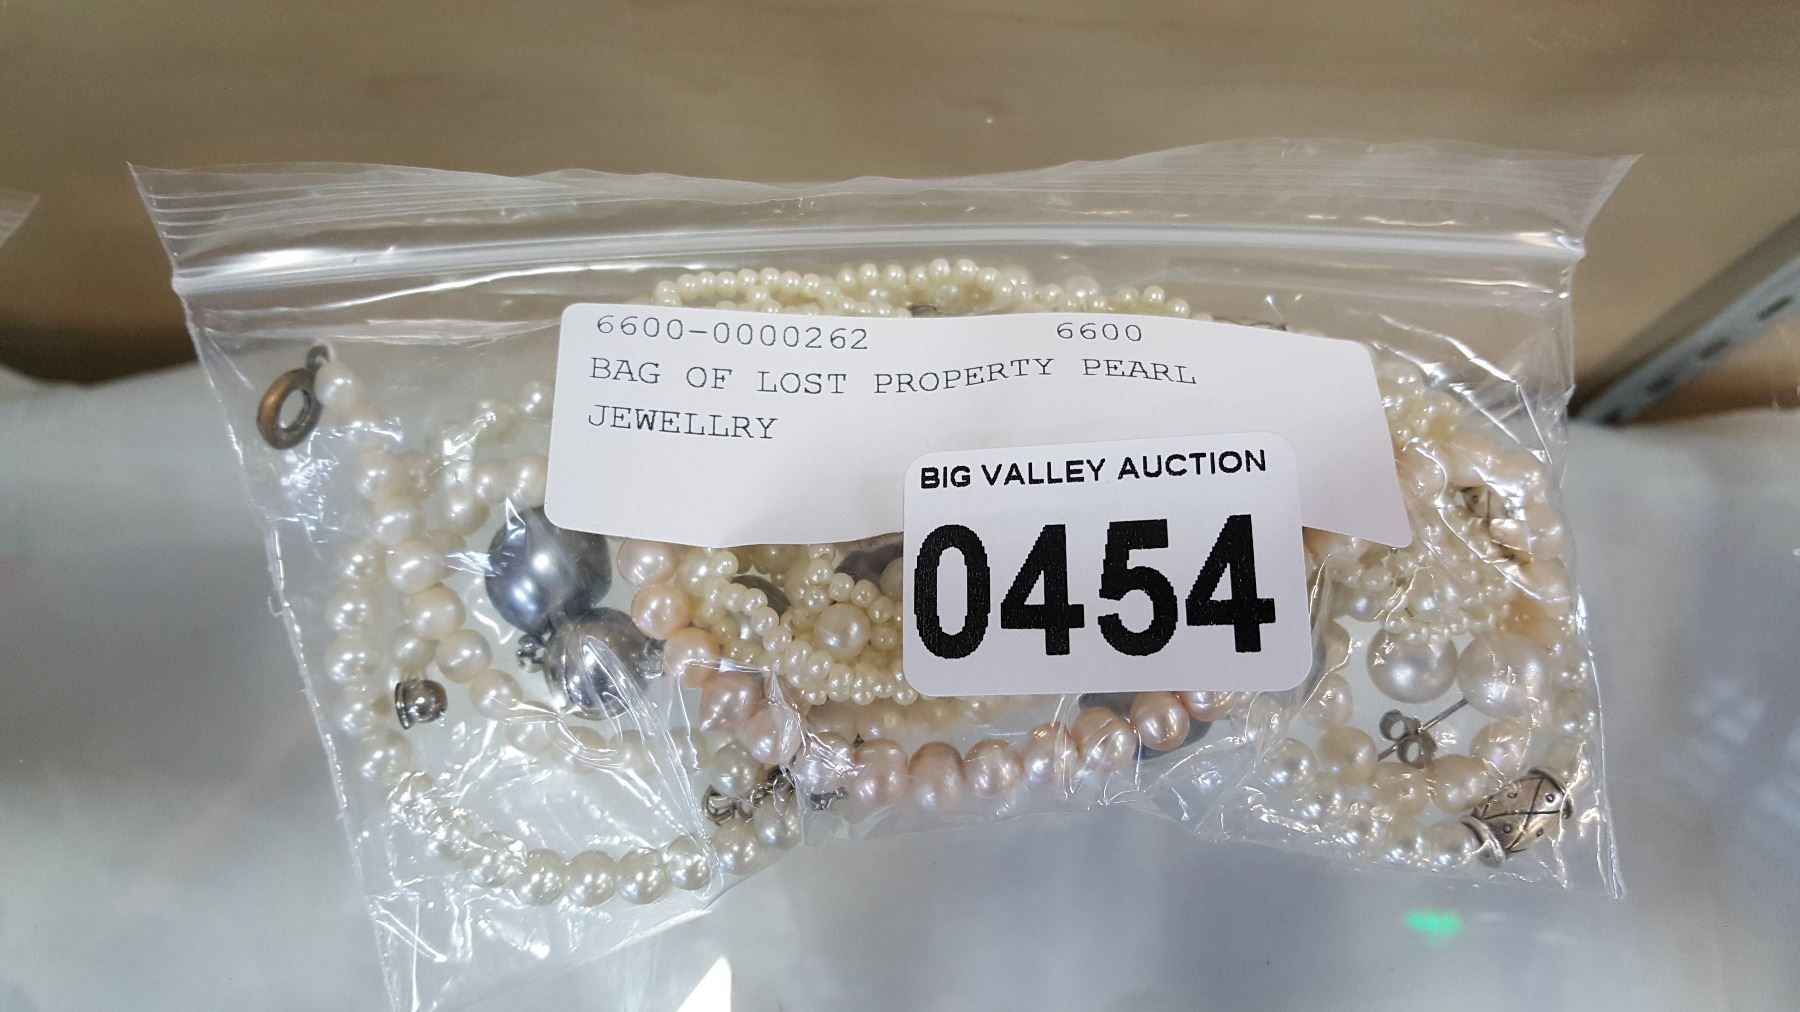 6600-0000262 6600
BAG OF LOST PROPERTY PEARL
JEWELLRY
BIG VALLEY AUCTION
0454